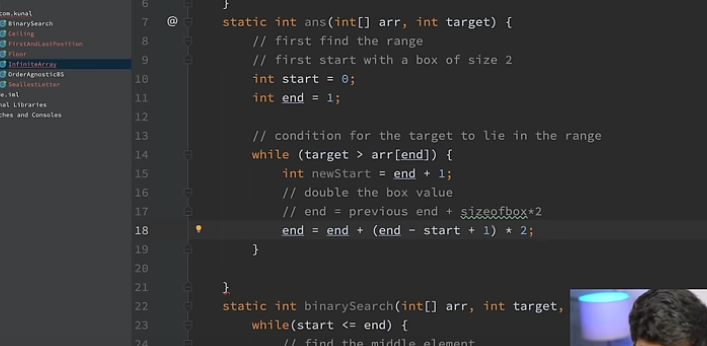 com.kunal
BinarySearch
Ceiling
FirstAndLastPosition
Floor
InfiniteArray
OrderAgnosticBS
SmallestLetter
e.iml
nal Libraries
ches and Consoles
6 }
7 @ static int ans(int[] arr, int target) {
8 // first find the range
9 // first start with a box of size 2
10 int start = 0;
11 int end = 1;
12
13 // condition for the target to lie in the range
14 while (target > arr[end]) {
15 int newStart = end + 1;
16 // double the box value
17 // end = previous end + sizeofbox*2
18 end = end + (end - start + 1) * 2;
19 }
20
21 }
22 static int binarySearch(int[] arr, int target,
23 while(start <= end) {
24 // find the middle element